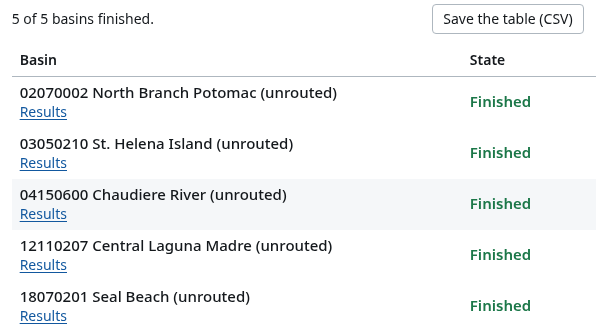 5 of 5 basins finished.
Save the table (CSV)
Basin State
02070002 North Branch Potomac (unrouted)
Results
Finished
03050210 St. Helena Island (unrouted)
Results
Finished
04150600 Chaudiere River (unrouted)
Results
Finished
12110207 Central Laguna Madre (unrouted)
Results
Finished
18070201 Seal Beach (unrouted)
Results
Finished